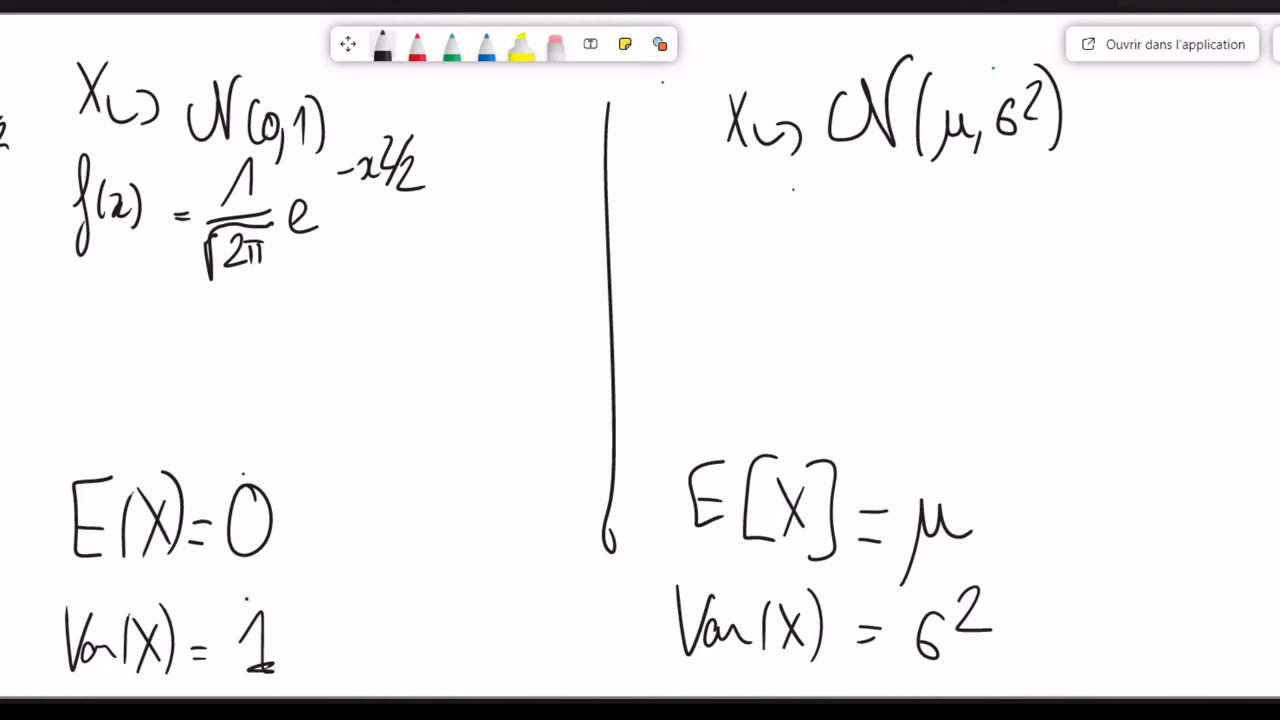 Ouvrir dans l'application
X ↪ N(0,1)
f(x) = 1/√2π e^-x²/2
E(X) = 0
Var(X) = 1
X ↪ N(μ, σ²)
E[X] = μ
Var(X) = σ²